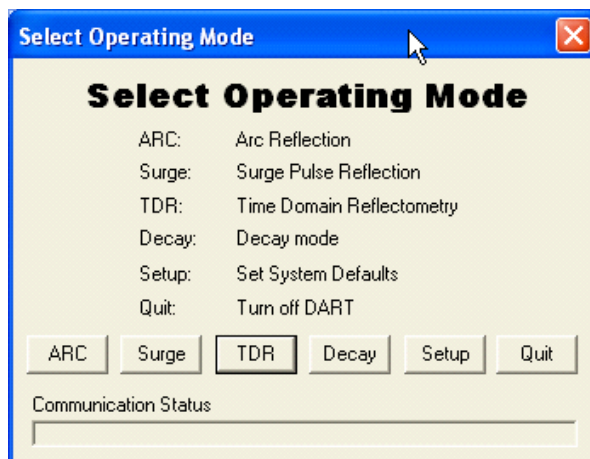 Select Operating Mode
Select Operating Mode
ARC: Arc Reflection
Surge: Surge Pulse Reflection
TDR: Time Domain Reflectometry
Decay: Decay mode
Setup: Set System Defaults
Quit: Turn off DART
ARC Surge TDR Decay Setup Quit
Communication Status